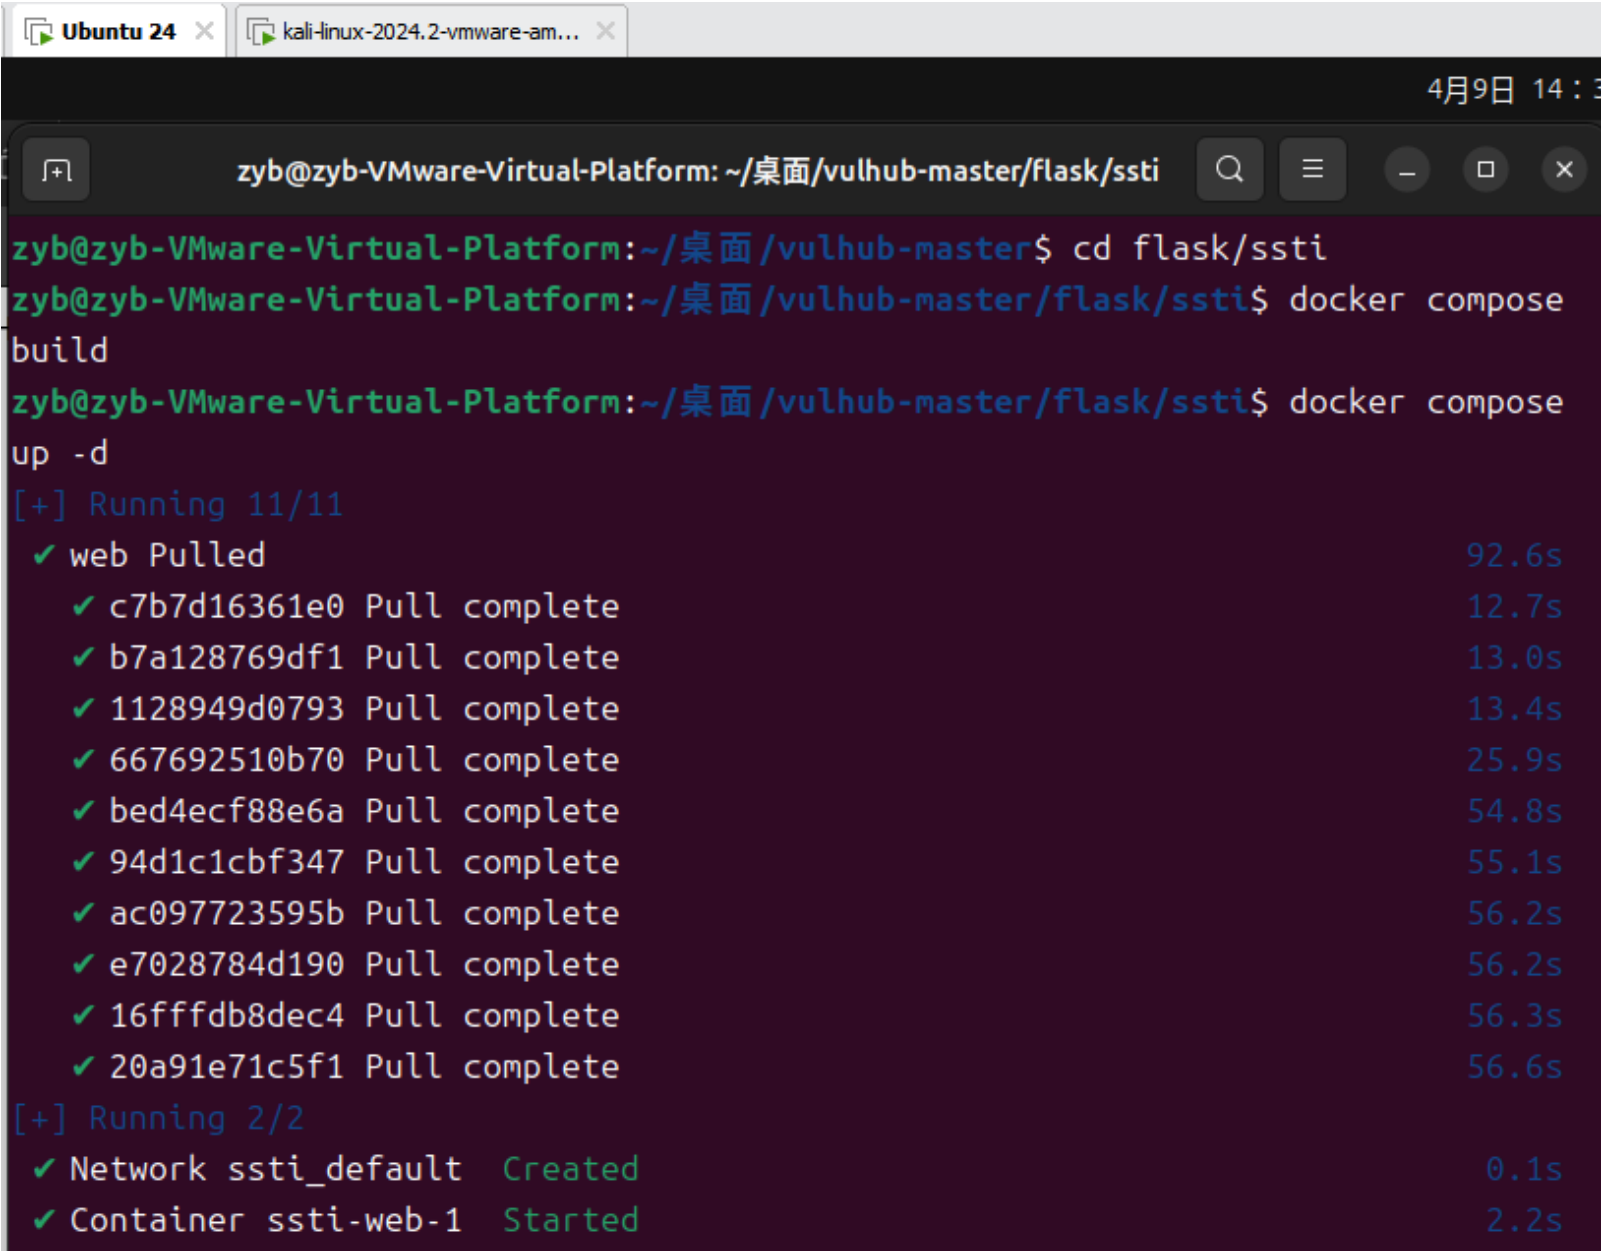 Ubuntu 24
kali-linux-2024.2-vmware-am...
4月9日 14：3
zyb@zyb-VMware-Virtual-Platform: ~/桌面/vulhub-master/flask/ssti
zyb@zyb-VMware-Virtual-Platform:~/桌面/vulhub-master$ cd flask/ssti
zyb@zyb-VMware-Virtual-Platform:~/桌面/vulhub-master/flask/ssti$ docker compose
build
zyb@zyb-VMware-Virtual-Platform:~/桌面/vulhub-master/flask/ssti$ docker compose
up -d
[+] Running 11/11
✔ web Pulled 92.6s
✔ c7b7d16361e0 Pull complete 12.7s
✔ b7a128769df1 Pull complete 13.0s
✔ 1128949d0793 Pull complete 13.4s
✔ 667692510b70 Pull complete 25.9s
✔ bed4ecf88e6a Pull complete 54.8s
✔ 94d1c1cbf347 Pull complete 55.1s
✔ ac097723595b Pull complete 56.2s
✔ e7028784d190 Pull complete 56.2s
✔ 16fffdb8dec4 Pull complete 56.3s
✔ 20a91e71c5f1 Pull complete 56.6s
[+] Running 2/2
✔ Network ssti_default Created 0.1s
✔ Container ssti-web-1 Started 2.2s